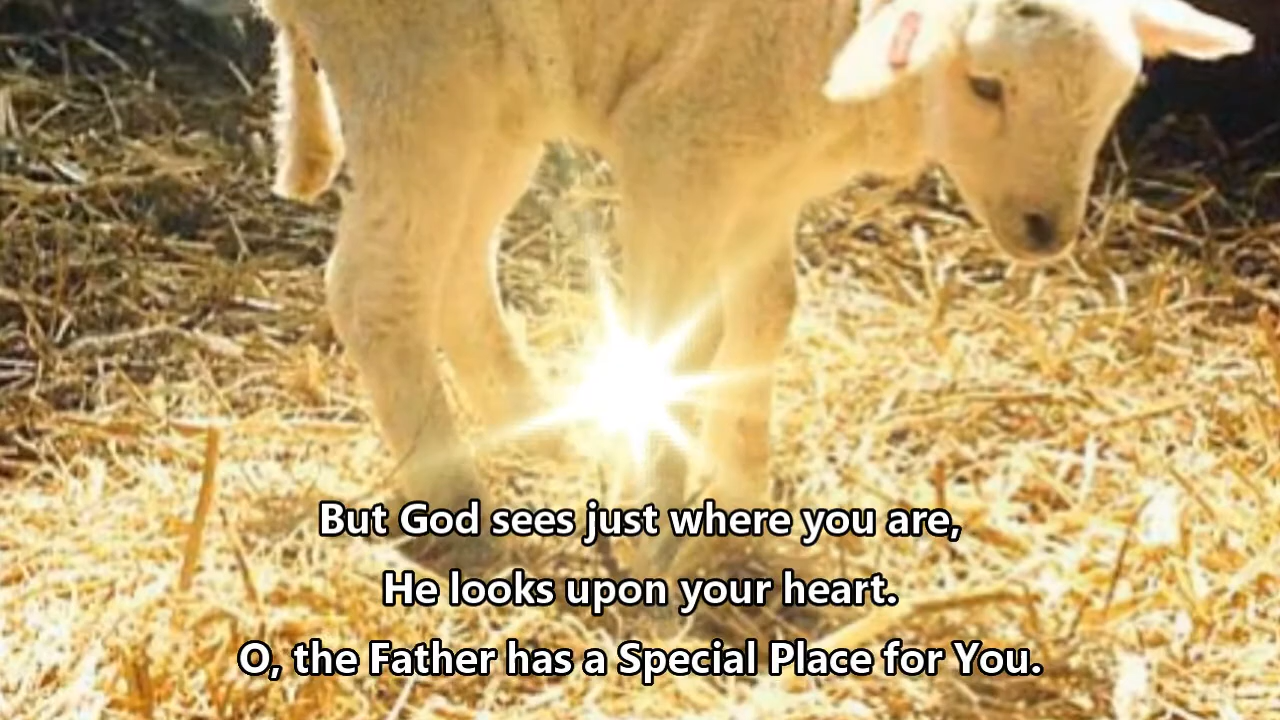 But God sees just where you are,
He looks upon your heart.
O, the Father has a Special Place for You.